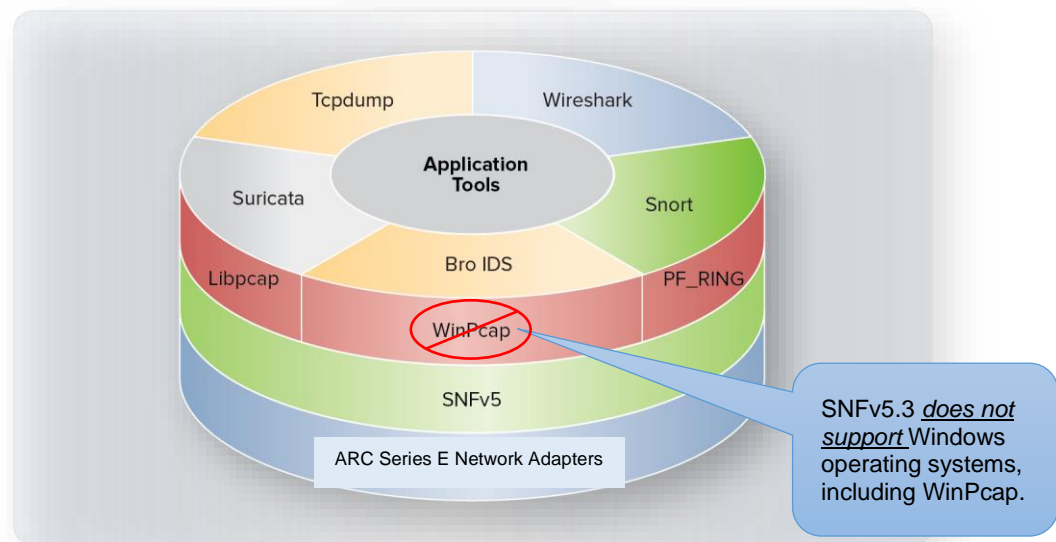 Tcpdump
Wireshark
Application
Tools
Suricata
Snort
Bro IDS
Libpcap
PF_RING
WinPcap
SNFv5
ARC Series E Network Adapters
SNFv5.3 does not
support Windows
operating systems,
including WinPcap.